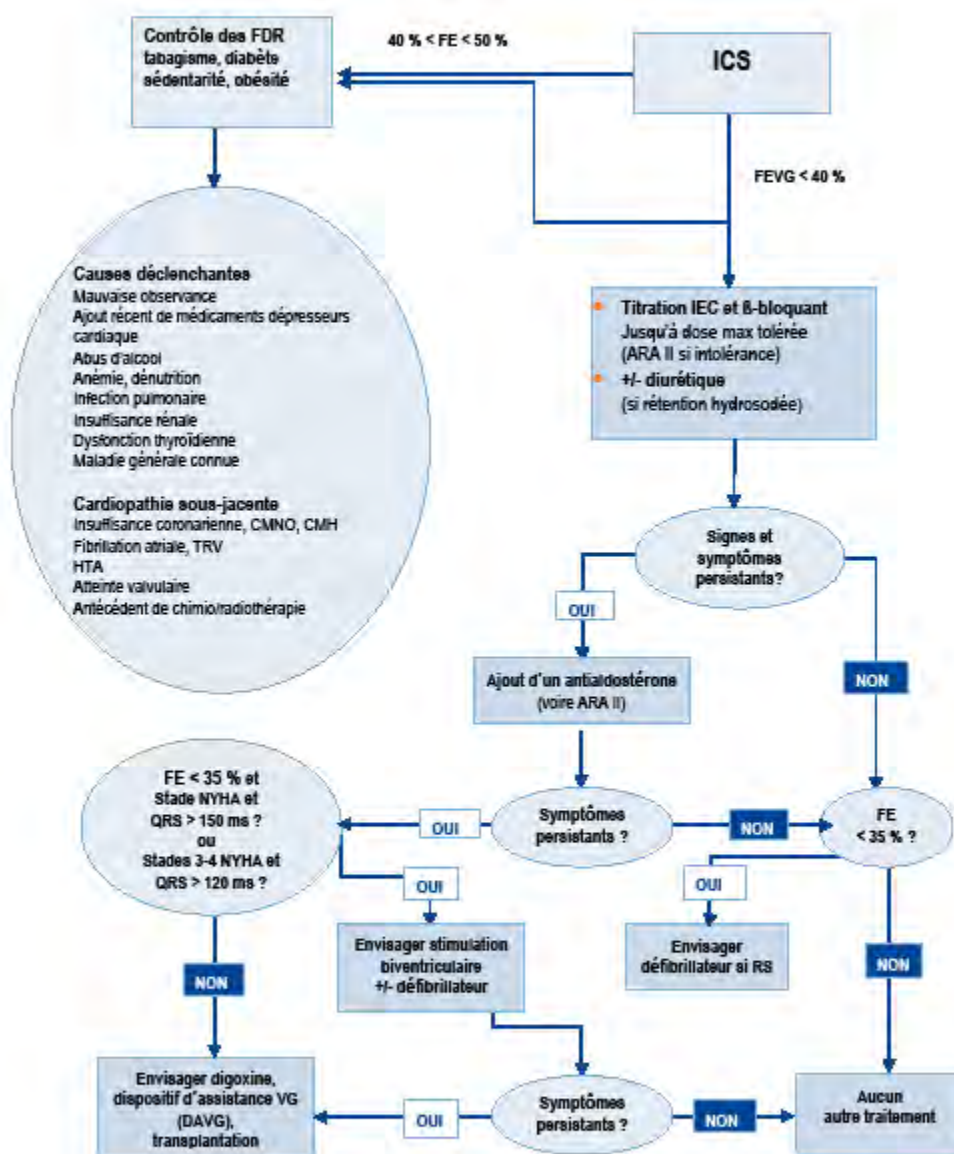 Contrôle des FDR
tabagisme, diabète
sédentarité, obésité
40 % < FE < 50 %
ICS
FEVG < 40 %
Causes déclenchantes
Mauvaise observance
Ajout récent de médicaments dépresseurs
cardiaque
Abus d'alcool
Anémie, dénutrition
Infection pulmonaire
Insuffisance rénale
Dysfonction thyroïdienne
Maladie générale connue
Cardiopathie sous-jacente
Insuffisance coronarienne, CMNO, CMH
Fibrillation atriale, TRV
HTA
Atteinte valvulaire
Antécédent de chimio/radiothérapie
• Titration IEC et ß-bloquant
Jusqu'à dose max tolérée
(ARA II si intolérance)
• +/- diurétique
(si rétention hydrosodée)
Signes et
symptômes
persistants?
OUI
NON
Ajout d'un antialdostérone
(voire ARA II)
FE < 35 % et
Stade NYHA et
QRS > 150 ms ?
ou
Stades 3-4 NYHA et
QRS > 120 ms ?
OUI
Symptômes
persistants ?
NON
FE
< 35 % ?
OUI
OUI
Envisager stimulation
biventriculaire
+/- défibrillateur
Envisager
défibrillateur si RS
NON
NON
Envisager digoxine,
dispositif d'assistance VG
(DAVG),
transplantation
OUI
Symptômes
persistants ?
NON
Aucun
autre traitement